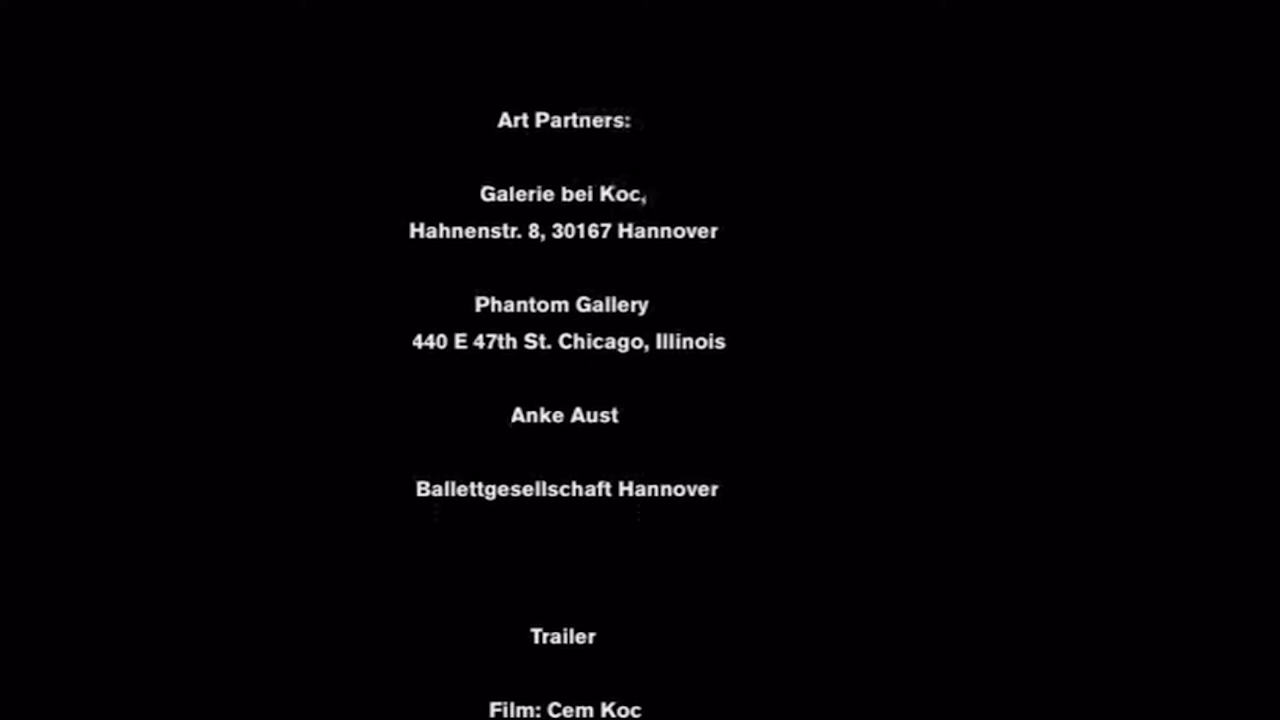 Art Partners:
Galerie bei Koc,
Hahnenstr. 8, 30167 Hannover
Phantom Gallery
440 E 47th St. Chicago, Illinois
Anke Aust
Ballettgesellschaft Hannover
Trailer
Film: Cem Koc